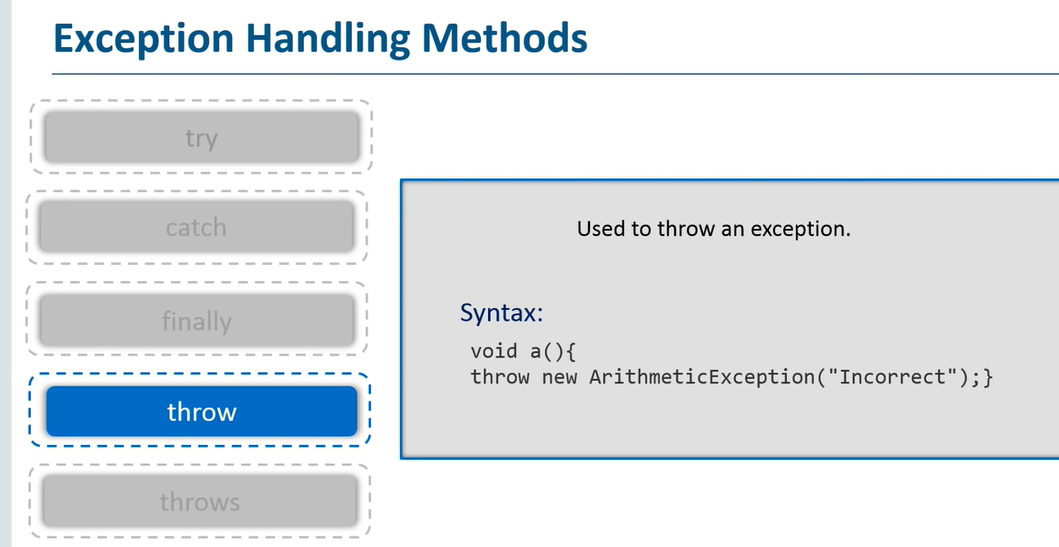 Exception Handling Methods
try
catch
finally
throw
throws
Used to throw an exception.
Syntax:
void a(){
throw new ArithmeticException("Incorrect");}